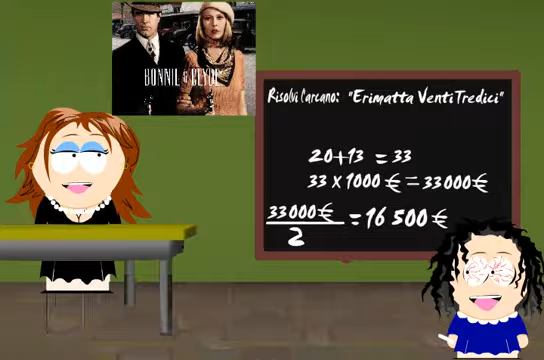 BONNIE & CLYDE
Risolvi Carcano: "Erimatta VentiTredici"
20+13 = 33
33 x 1000 € = 33000 €
33000 €
2
= 16 500 €